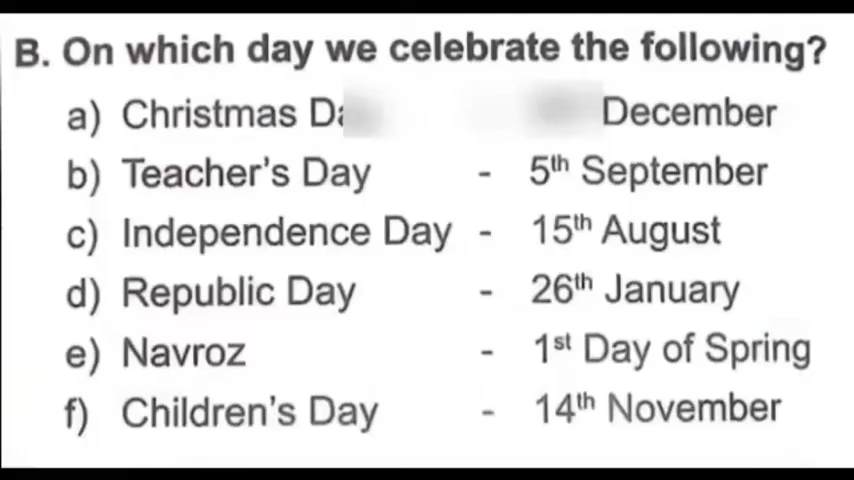 B. On which day we celebrate the following?
a) Christmas December
b) Teacher's Day - 5th September
c) Independence Day - 15th August
d) Republic Day - 26th January
e) Navroz - 1st Day of Spring
f) Children's Day - 14th November